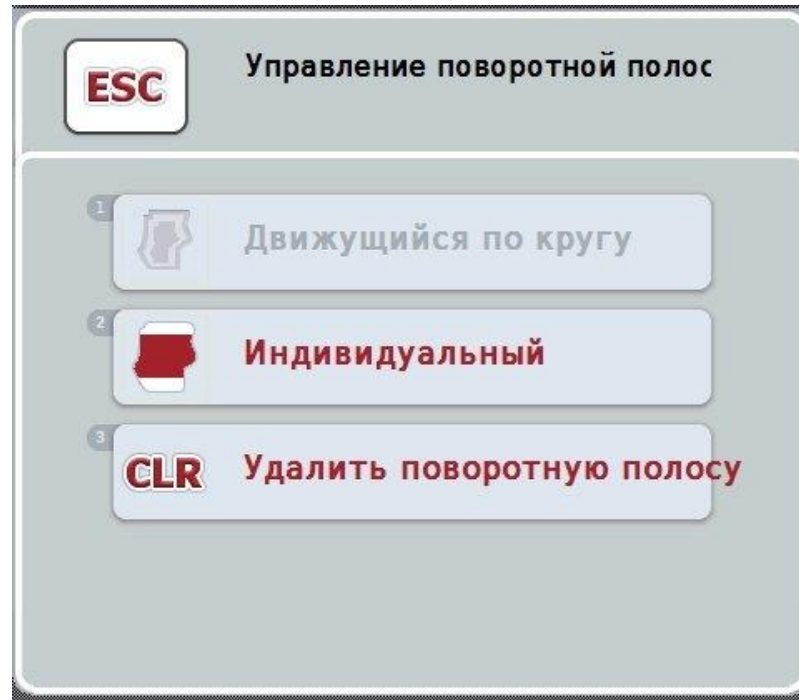 ESC
Управление поворотной полос
1
Движущийся по кругу
2
Индивидуальный
3
CLR
Удалить поворотную полосу